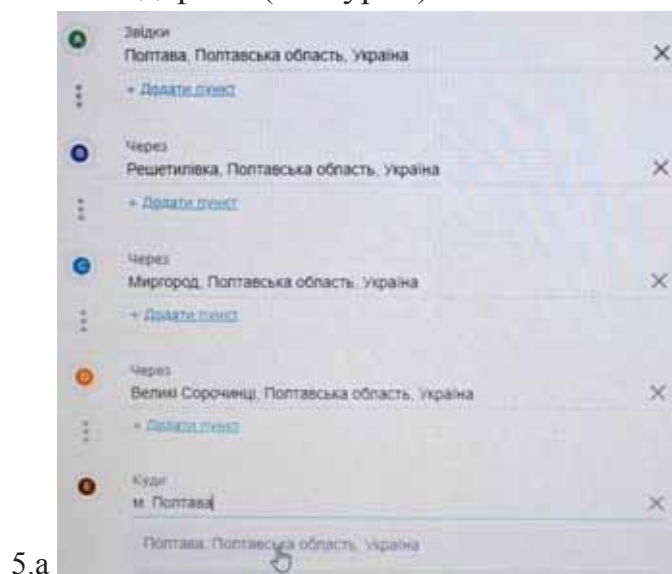 A
Звідки
Полтава, Полтавська область, Україна
+ Додати пункт
B
Через
Решетилівка, Полтавська область, Україна
+ Додати пункт
C
Через
Миргород, Полтавська область, Україна
+ Додати пункт
D
Через
Великі Сорочинці, Полтавська область, Україна
+ Додати пункт
E
Куди
м. Полтава
Полтава, Полтавська область, Україна
5.а